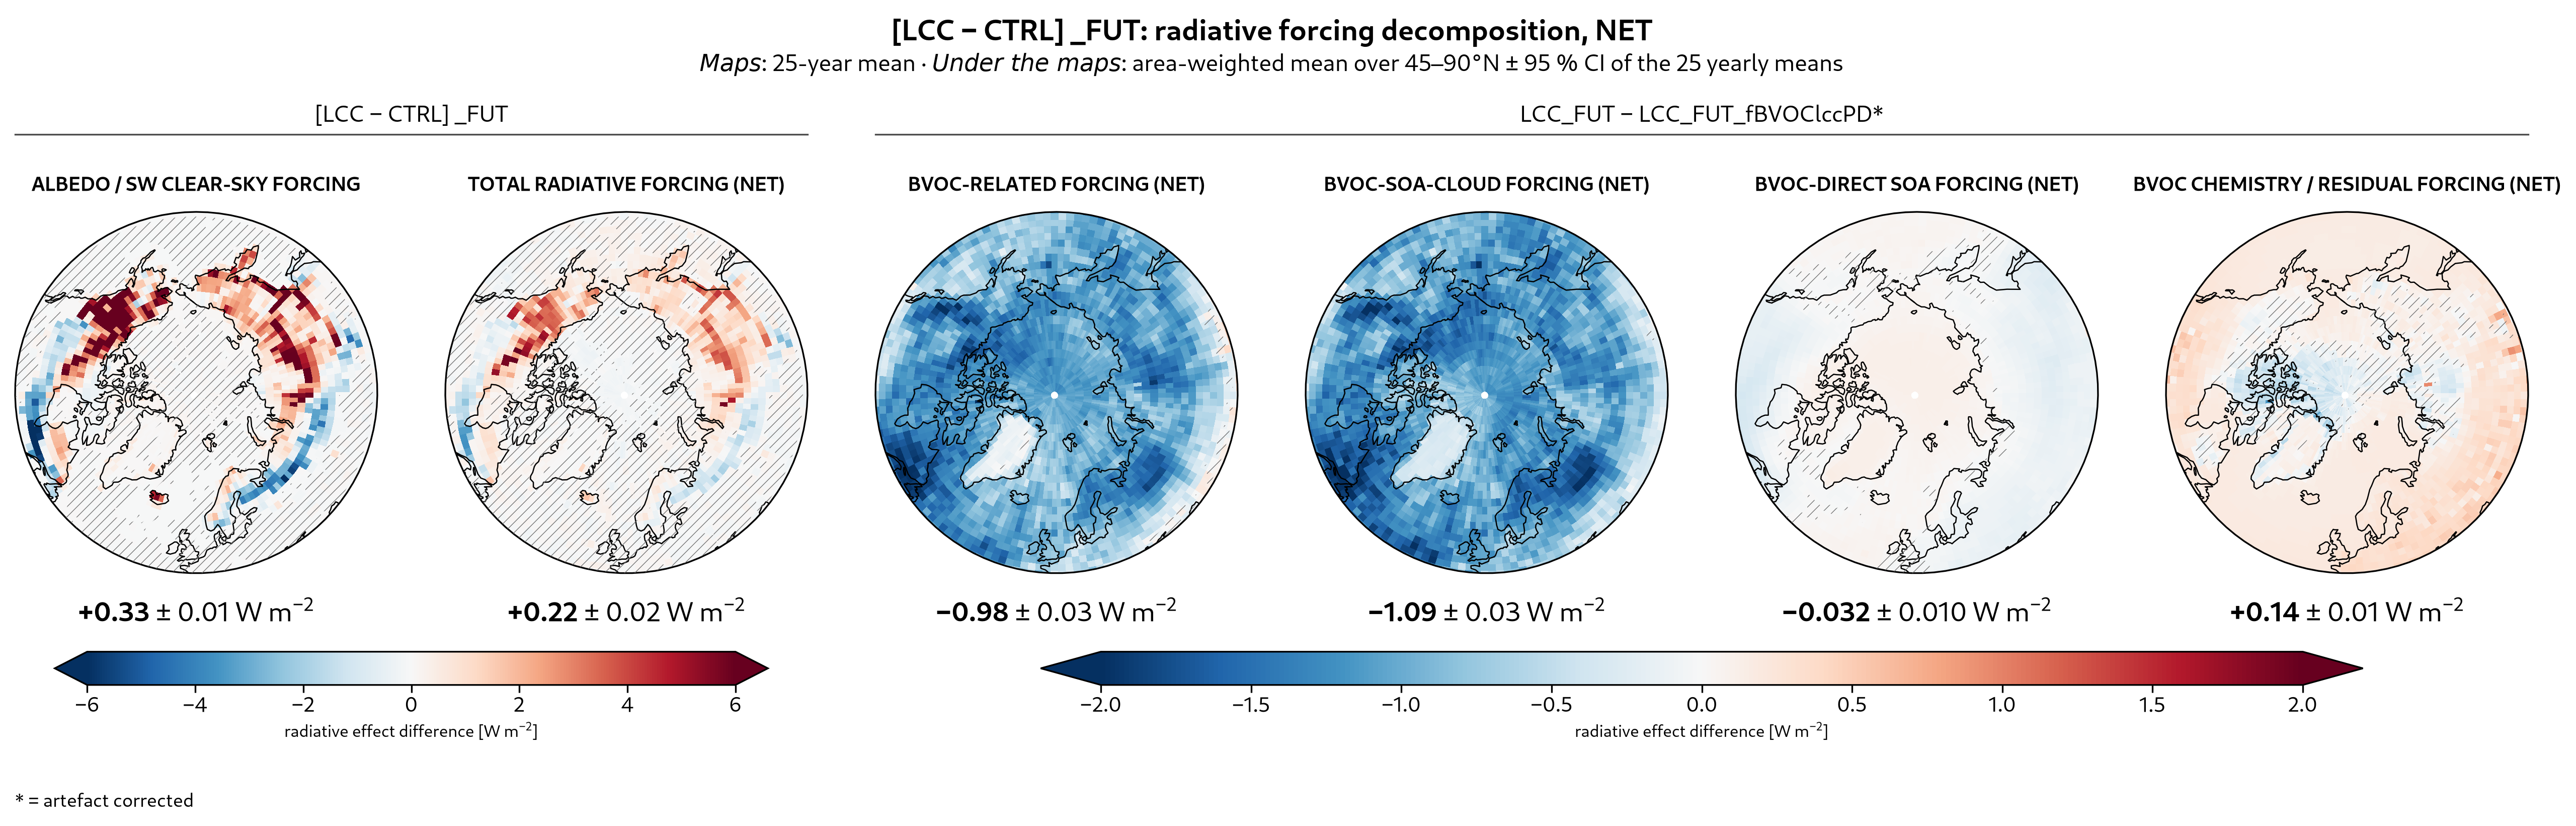 [LCC − CTRL] _FUT: radiative forcing decomposition, NET
Maps: 25-year mean · Under the maps: area-weighted mean over 45–90°N ± 95 % CI of the 25 yearly means
[LCC − CTRL] _FUT
LCC_FUT − LCC_FUT_fBVOClccPD*
ALBEDO / SW CLEAR-SKY FORCING
TOTAL RADIATIVE FORCING (NET)
BVOC-RELATED FORCING (NET)
BVOC-SOA-CLOUD FORCING (NET)
BVOC-DIRECT SOA FORCING (NET)
BVOC CHEMISTRY / RESIDUAL FORCING (NET)
+0.33 ± 0.01 W m⁻²
+0.22 ± 0.02 W m⁻²
−0.98 ± 0.03 W m⁻²
−1.09 ± 0.03 W m⁻²
−0.032 ± 0.010 W m⁻²
+0.14 ± 0.01 W m⁻²
−6 −4 −2 0 2 4 6
radiative effect difference [W m⁻²]
−2.0 −1.5 −1.0 −0.5 0.0 0.5 1.0 1.5 2.0
radiative effect difference [W m⁻²]
* = artefact corrected